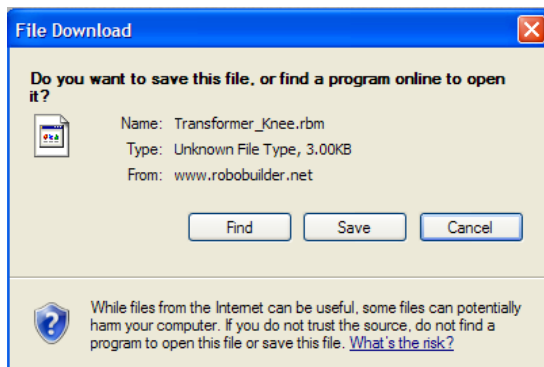 File Download
Do you want to save this file, or find a program online to open
it?
Name: Transformer_Knee.rbm
Type: Unknown File Type, 3.00KB
From: www.robobuilder.net
Find Save Cancel
While files from the Internet can be useful, some files can potentially
harm your computer. If you do not trust the source, do not find a
program to open this file or save this file. What's the risk?